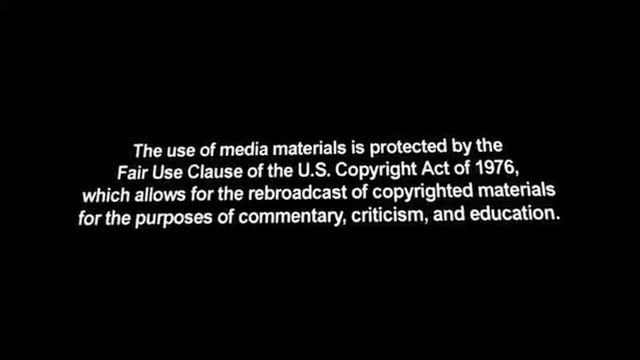 The use of media materials is protected by the
Fair Use Clause of the U.S. Copyright Act of 1976,
which allows for the rebroadcast of copyrighted materials
for the purposes of commentary, criticism, and education.